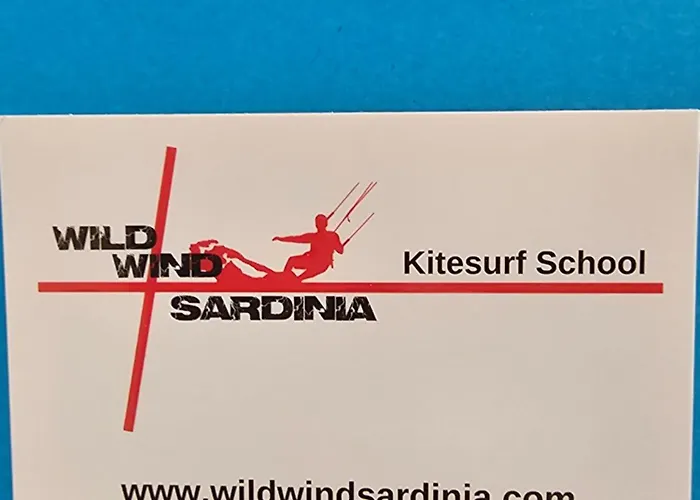 WILD
WIND
Kitesurf School
SARDINIA
www.wildwindsardinia.com